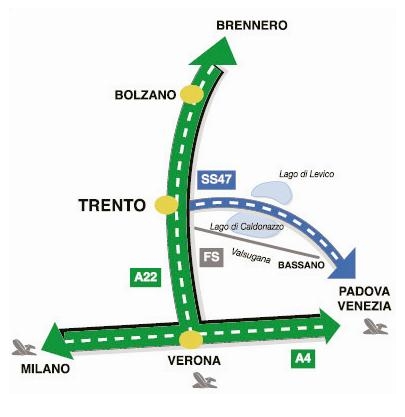 BRENNERO
BOLZANO
SS47
Lago di Levico
TRENTO
Lago di Caldonazzo
FS
Valsugana
BASSANO
A22
PADOVA
VENEZIA
MILANO
VERONA
A4